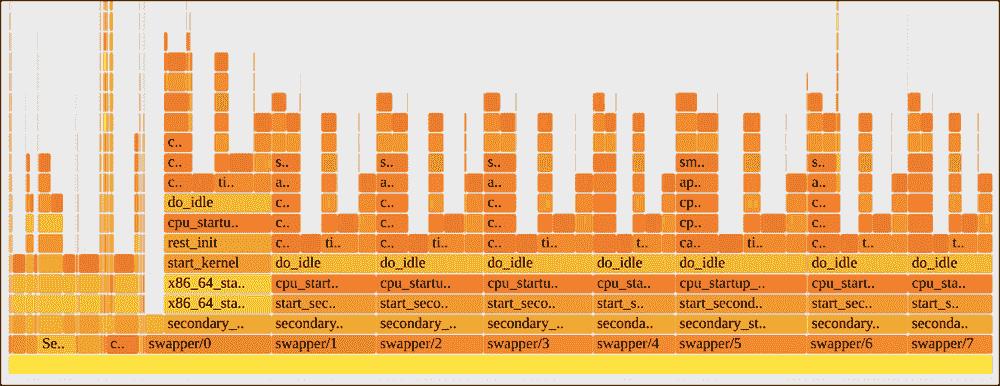 c..
c.. s.. s.. s.. sm.. s..
c.. ti.. a.. a.. a.. ap.. a..
do_idle c.. c.. c.. cp.. c..
cpu_startu.. c.. c.. c.. cp.. c..
rest_init c.. ti.. c.. ti.. c.. ti.. t.. ca.. ti.. c.. ti.. t..
start_kernel do_idle do_idle do_idle do_idle do_idle do_idle do_idle
x86_64_sta.. cpu_start.. cpu_startu.. cpu_startu.. cpu_sta.. cpu_startup_.. cpu_start.. cpu_sta..
x86_64_sta.. start_sec.. start_seco.. start_seco.. start_s.. start_second.. start_sec.. start_s..
secondary_.. secondary.. secondary_.. secondary_.. seconda.. secondary_st.. secondary.. seconda..
Se.. c.. swapper/0 swapper/1 swapper/2 swapper/3 swapper/4 swapper/5 swapper/6 swapper/7